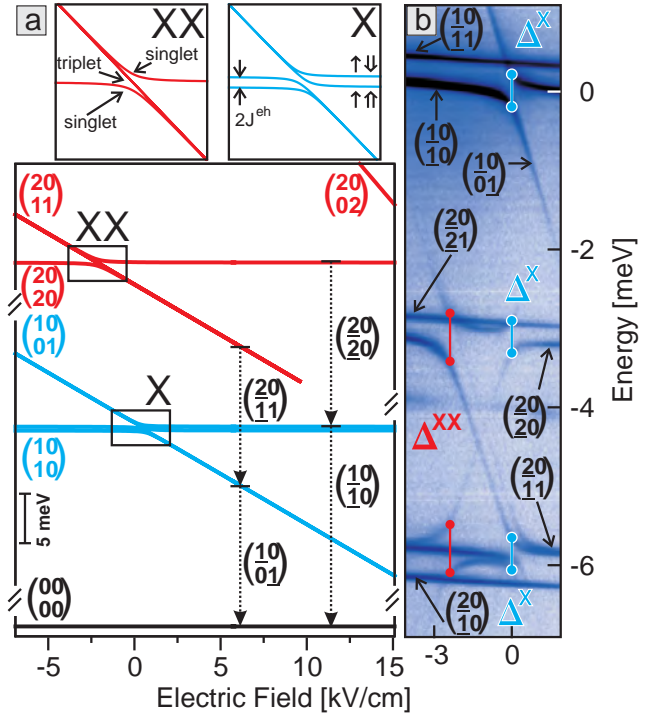 a
XX
triplet
singlet
singlet
X
2J^eh
↑⇓
↑⇑
(20
11)
(20
02)
XX
(20
20)
(10
01)
X
(10
10)
(20
20)
(20
11)
(10
10)
(10
01)
5 meV
(00
00)
-5
0
5
10
15
Electric Field [kV/cm]
b
(10
11)
Δ^X
(10
10)
(10
01)
(20
21)
Δ^X
Δ^XX
(20
20)
(20
11)
(20
10)
Δ^X
0
-2
-4
-6
Energy [meV]
-3
0